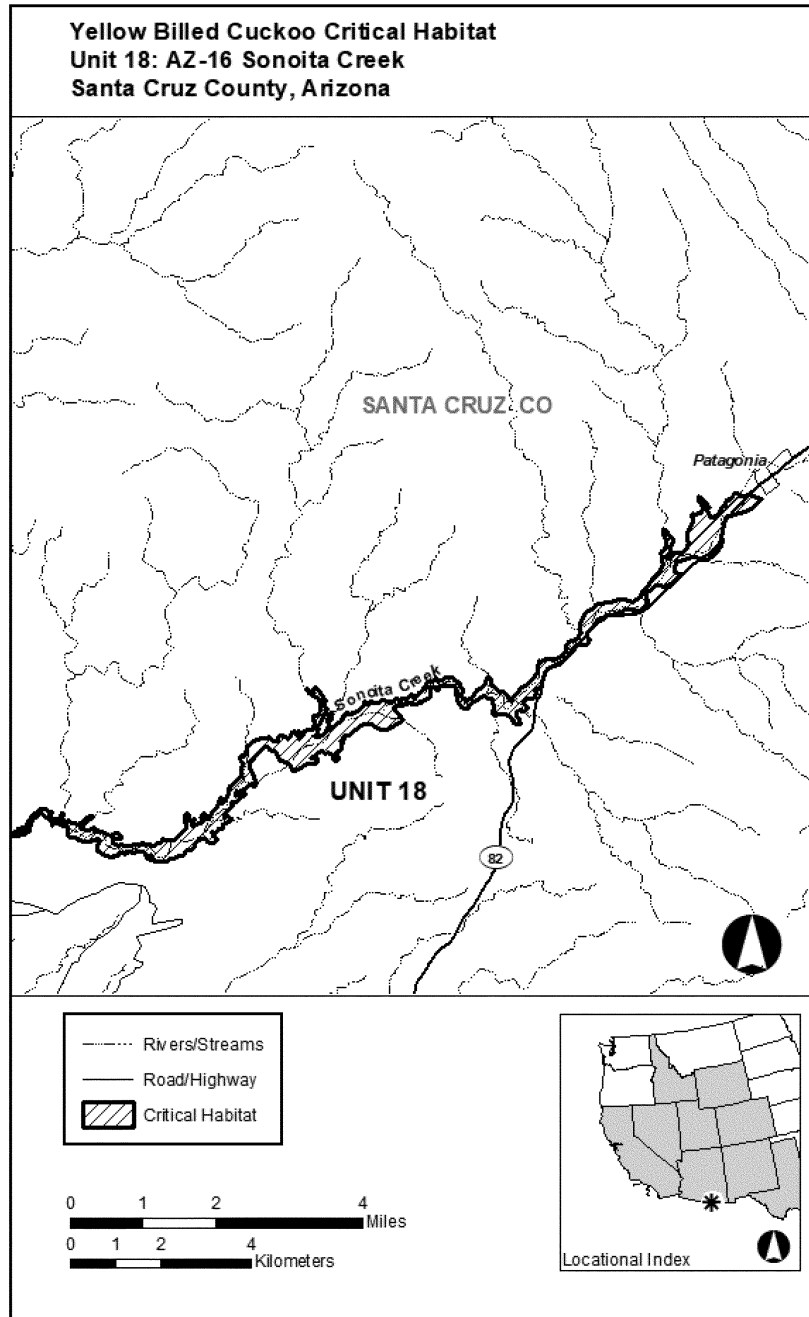 Yellow Billed Cuckoo Critical Habitat
Unit 18: AZ-16 Sonoita Creek
Santa Cruz County, Arizona
SANTA CRUZ CO
Patagonia
Sonoita Creek
UNIT 18
82
Rivers/Streams
Road/Highway
Critical Habitat
0 1 2 4
Miles
0 1 2 4
Kilometers
Locational Index